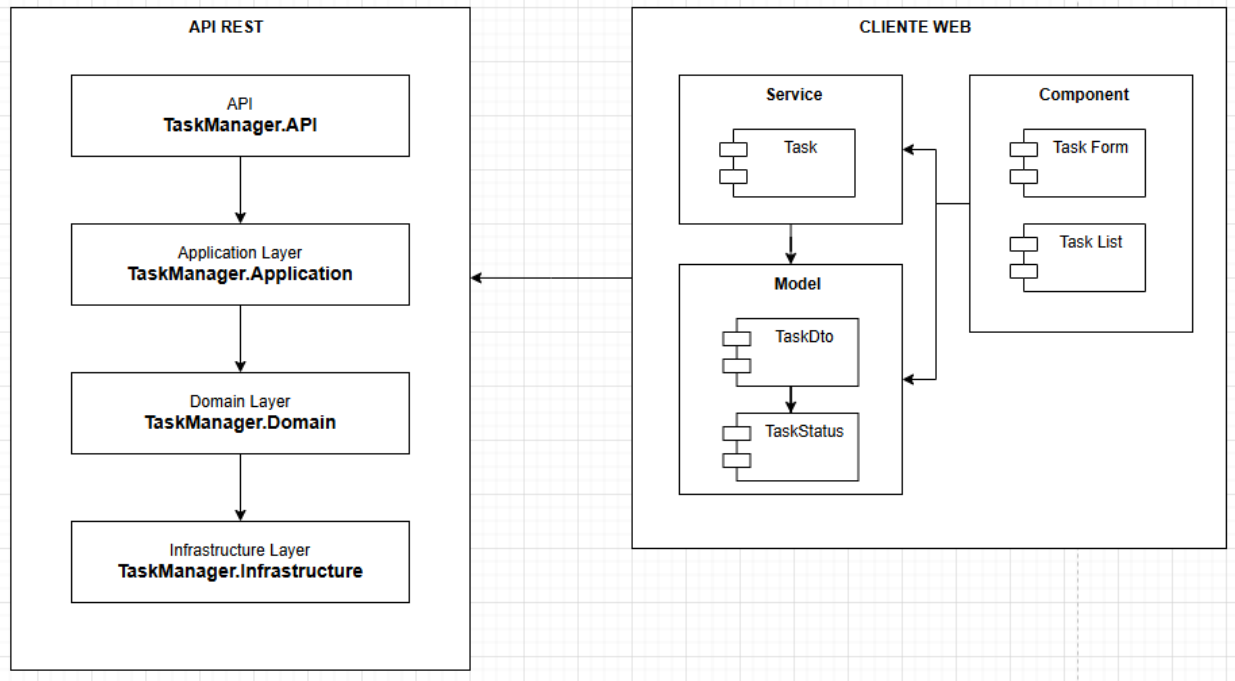 API REST
API
TaskManager.API
Application Layer
TaskManager.Application
Domain Layer
TaskManager.Domain
Infrastructure Layer
TaskManager.Infrastructure
CLIENTE WEB
Service
Task
Model
TaskDto
TaskStatus
Component
Task Form
Task List